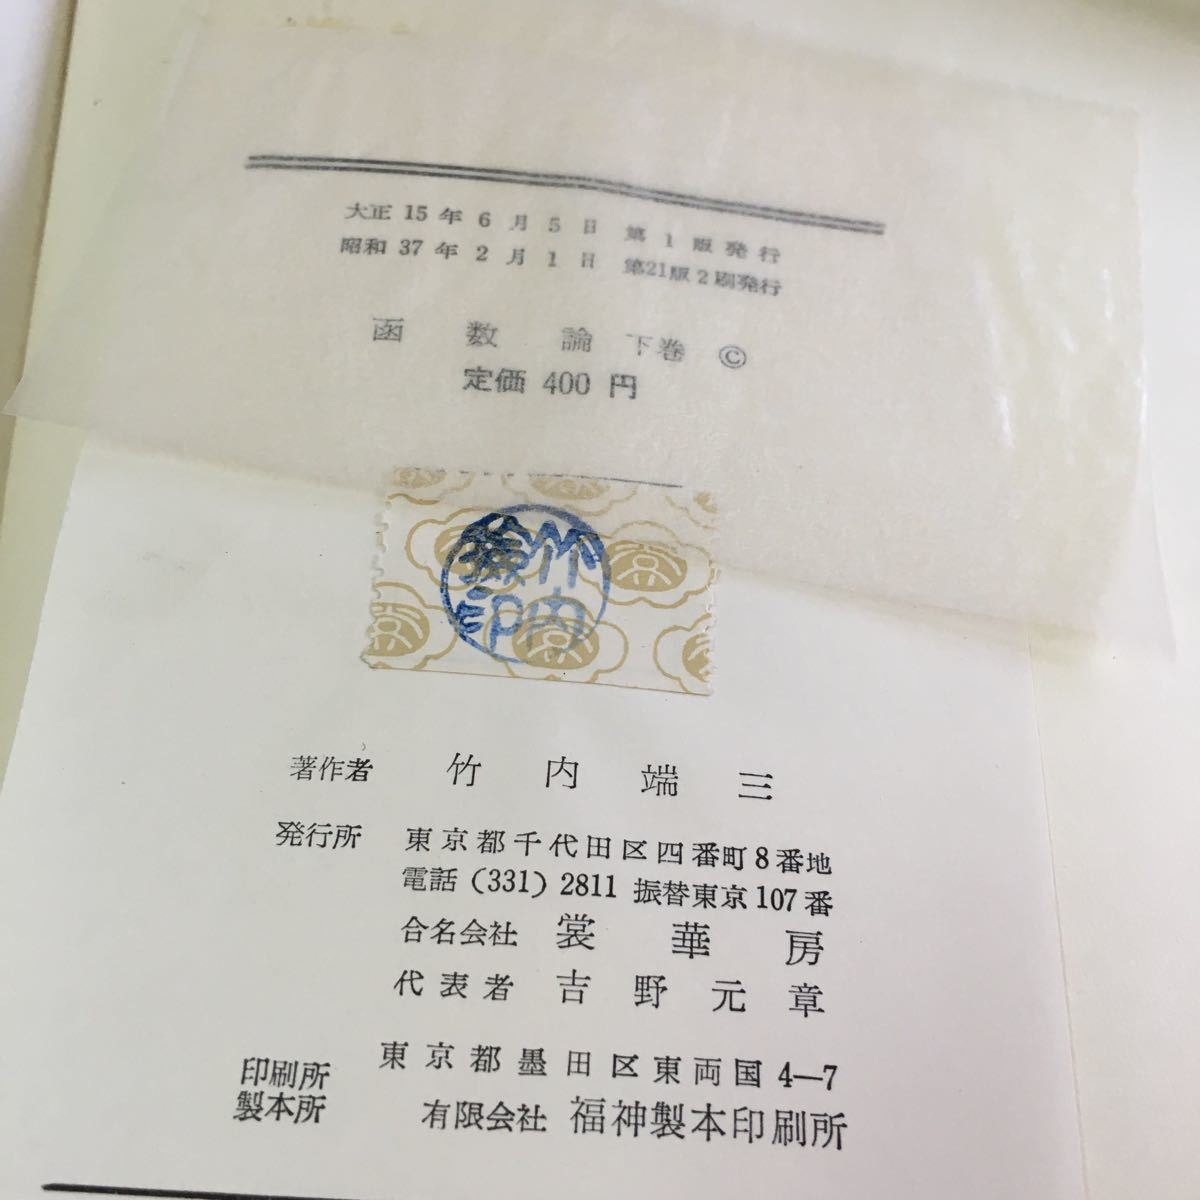 大正 15 年 6 月 5 日 第 1 版発行
昭和 37 年 2 月 1 日 第21版 2 刷発行
函 数 論 下巻 ©
定価 400 円
竹内
検印
著作者 竹 内 端 三
発行所 東京都千代田区四番町8番地
電話 (331) 2811 振替東京107番
合名会社 裳 華 房
代表者 吉 野 元 章
印刷所
製本所
東京都墨田区東両国4—7
有限会社 福神製本印刷所